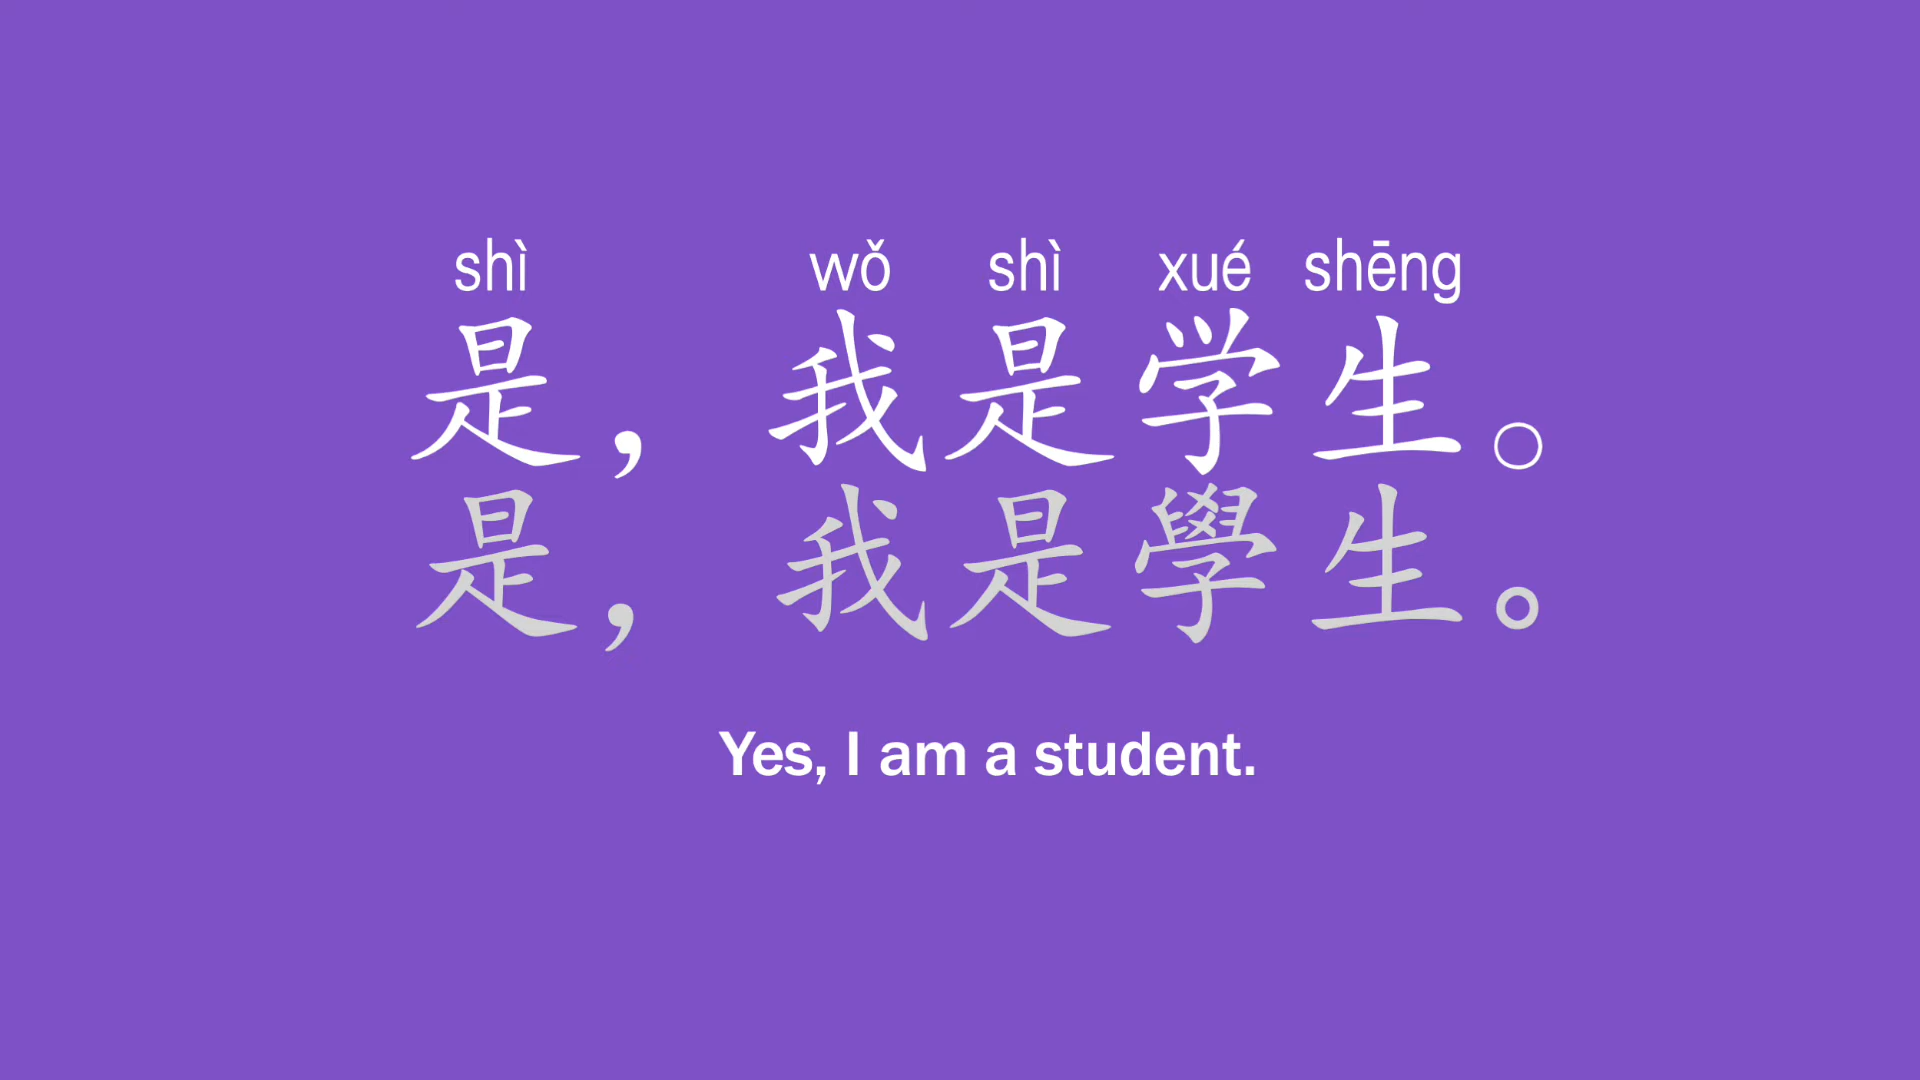 shì wǒ shì xué shēng
是，我是学生。
是，我是學生。
Yes, I am a student.